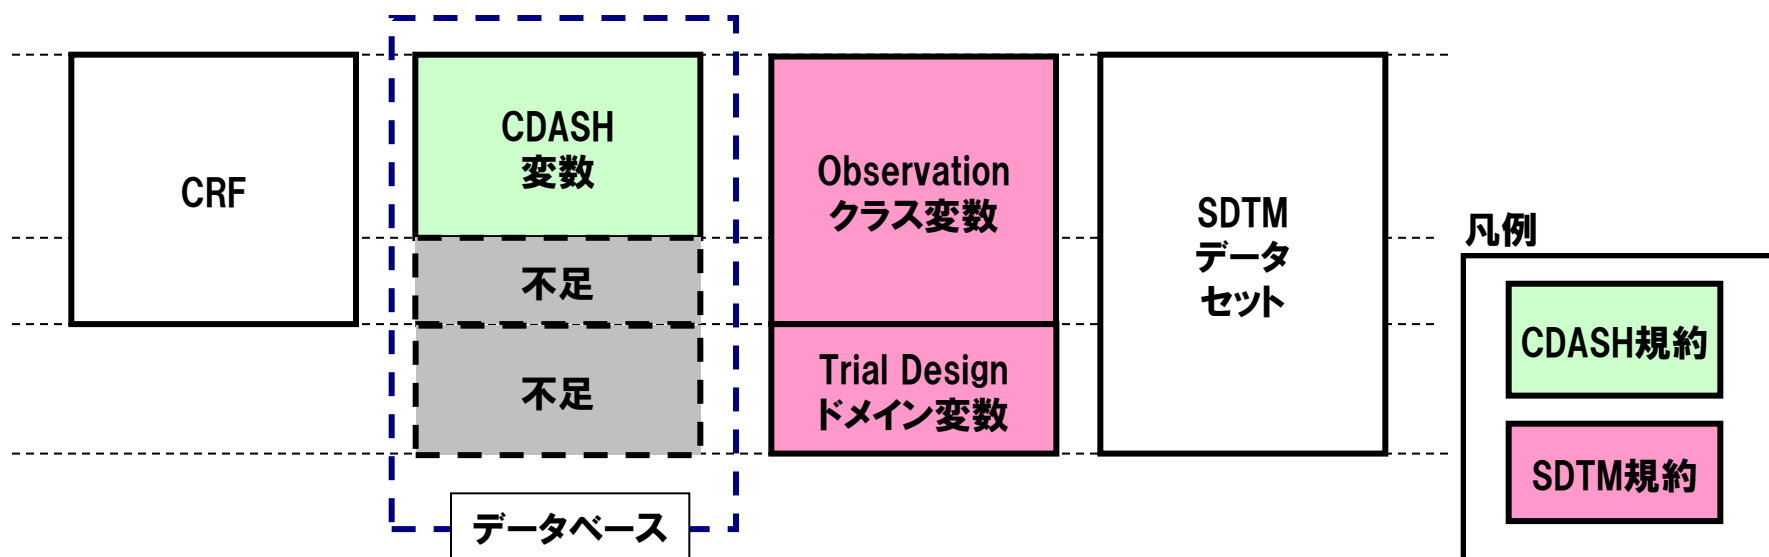 CRF
CDASH
変数
不足
不足
データベース
Observation
クラス変数
Trial Design
ドメイン変数
SDTM
データ
セット
凡例
CDASH規約
SDTM規約